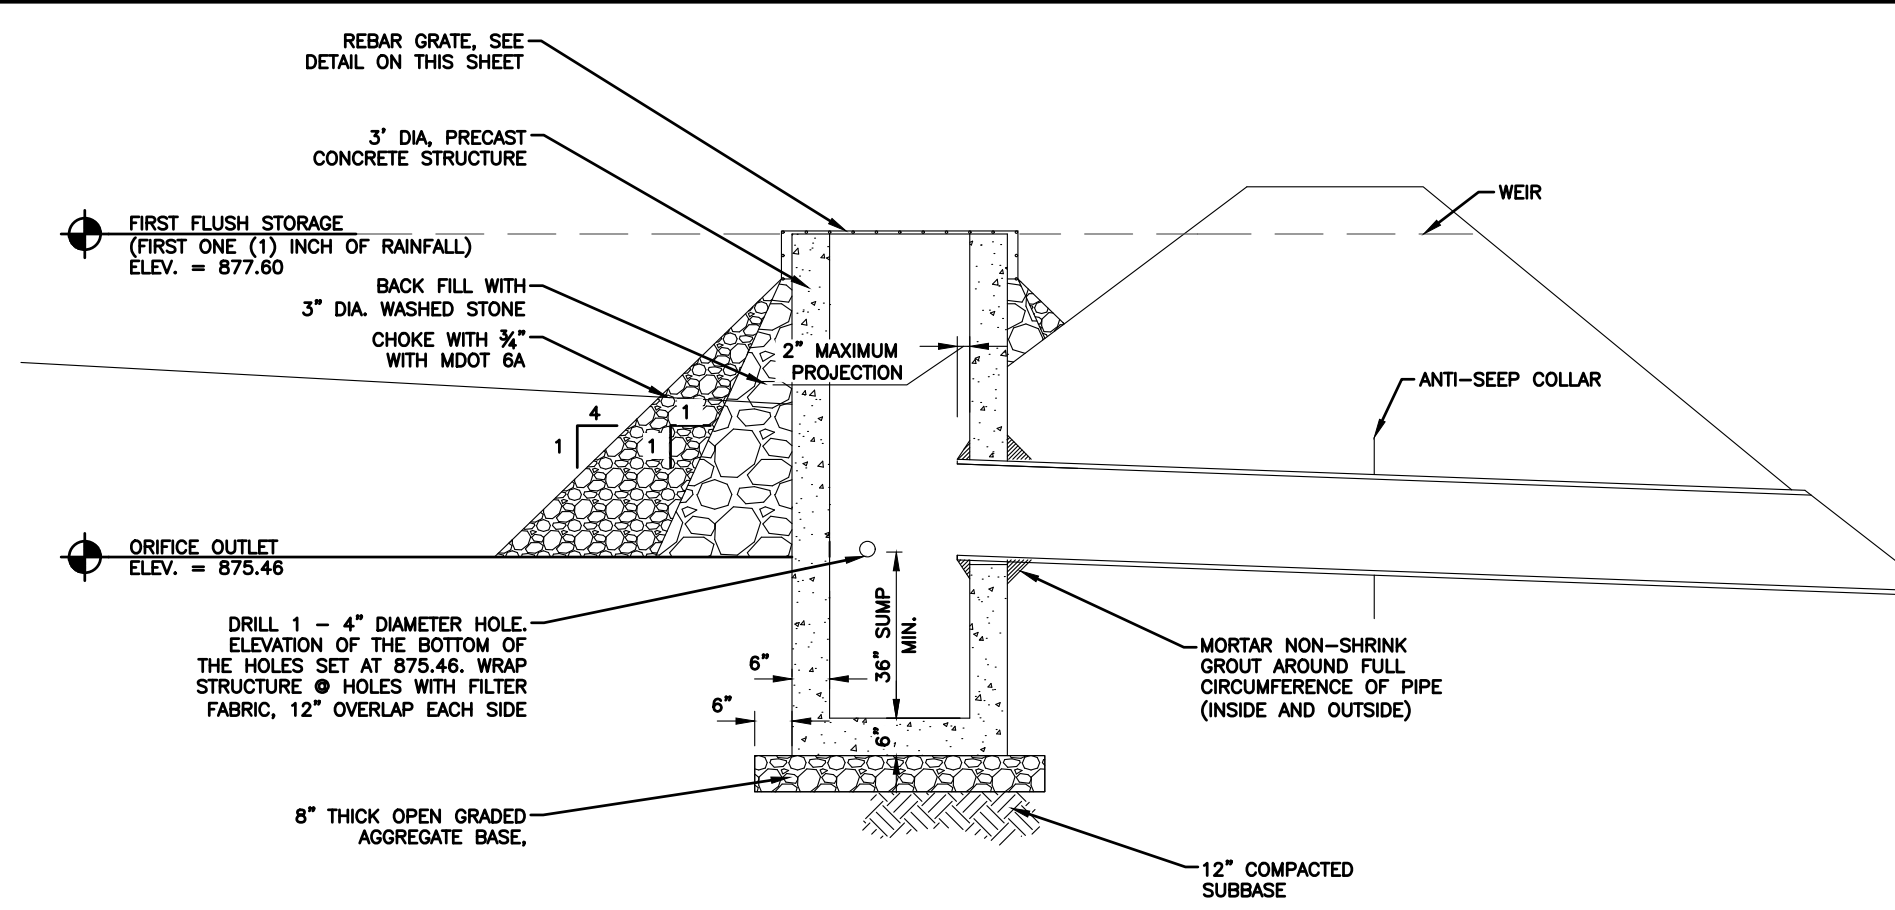 REBAR GRATE, SEE
DETAIL ON THIS SHEET
3' DIA, PRECAST
CONCRETE STRUCTURE
WEIR
FIRST FLUSH STORAGE
(FIRST ONE (1) INCH OF RAINFALL)
ELEV. = 877.60
BACK FILL WITH
3" DIA. WASHED STONE
CHOKE WITH ¾"
WITH MDOT 6A
2" MAXIMUM
PROJECTION
ANTI-SEEP COLLAR
4
1
1
1
ORIFICE OUTLET
ELEV. = 875.46
DRILL 1 - 4" DIAMETER HOLE.
ELEVATION OF THE BOTTOM OF
THE HOLES SET AT 875.46. WRAP
STRUCTURE @ HOLES WITH FILTER
FABRIC, 12" OVERLAP EACH SIDE
36" SUMP
MIN.
6"
6"
6"
MORTAR NON-SHRINK
GROUT AROUND FULL
CIRCUMFERENCE OF PIPE
(INSIDE AND OUTSIDE)
8" THICK OPEN GRADED
AGGREGATE BASE,
12" COMPACTED
SUBBASE